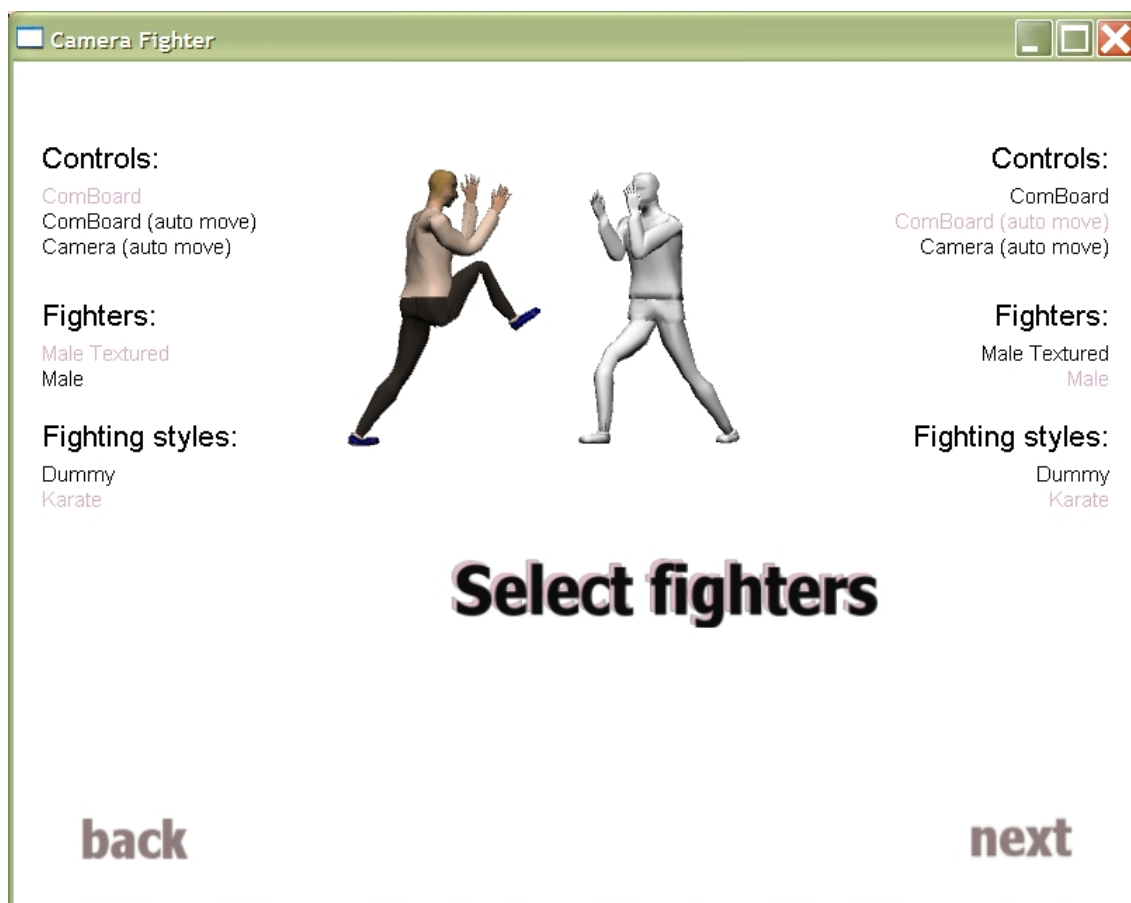 Camera Fighter
Controls:
ComBoard
ComBoard (auto move)
Camera (auto move)
Fighters:
Male Textured
Male
Fighting styles:
Dummy
Karate
Controls:
ComBoard
ComBoard (auto move)
Camera (auto move)
Fighters:
Male Textured
Male
Fighting styles:
Dummy
Karate
Select fighters
back
next